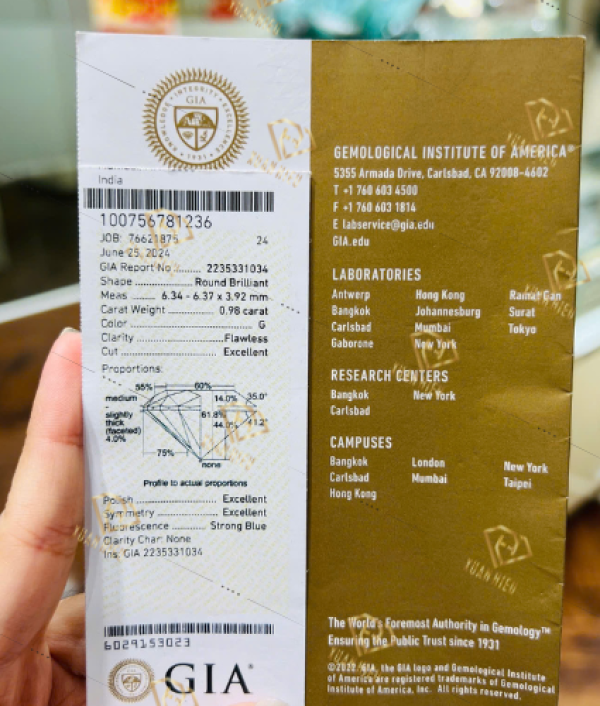 KNOWLEDGE • INTEGRITY • EXCELLENCE
GIA
1931
India
100756781236
JOB: 76621875 24
June 25, 2024
GIA Report No ........ 2235331034
Shape ............... Round Brilliant
Meas ..... 6.34 - 6.37 x 3.92 mm
Carat Weight ............. 0.98 carat
Color ............................... G
Clarity ....................... Flawless
Cut ........................... Excellent
Proportions:
55% 60%
medium 14.0% 35.0°
slightly thick (faceted) 4.0% 61.8% 44.0% 41.2°
75%
none
Profile to actual proportions
Polish ...................... Excellent
Symmetry ................. Excellent
Fluorescence .......... Strong Blue
Clarity Char: None
Ins: GIA 2235331034
6029153023
GIA®
GEMOLOGICAL INSTITUTE OF AMERICA®
5355 Armada Drive, Carlsbad, CA 92008-4602
T +1 760 603 4500
F +1 760 603 1814
E labservice@gia.edu
GIA.edu
LABORATORIES
Antwerp Hong Kong Ramat Gan
Bangkok Johannesburg Surat
Carlsbad Mumbai Tokyo
Gaborone New York
RESEARCH CENTERS
Bangkok New York
Carlsbad
CAMPUSES
Bangkok London New York
Carlsbad Mumbai Taipei
Hong Kong
The World's Foremost Authority in Gemology™
Ensuring the Public Trust since 1931
©2022 GIA, the GIA logo and Gemological Institute
of America are registered trademarks of Gemological
Institute of America, Inc. All rights reserved.
XUAN HIEU